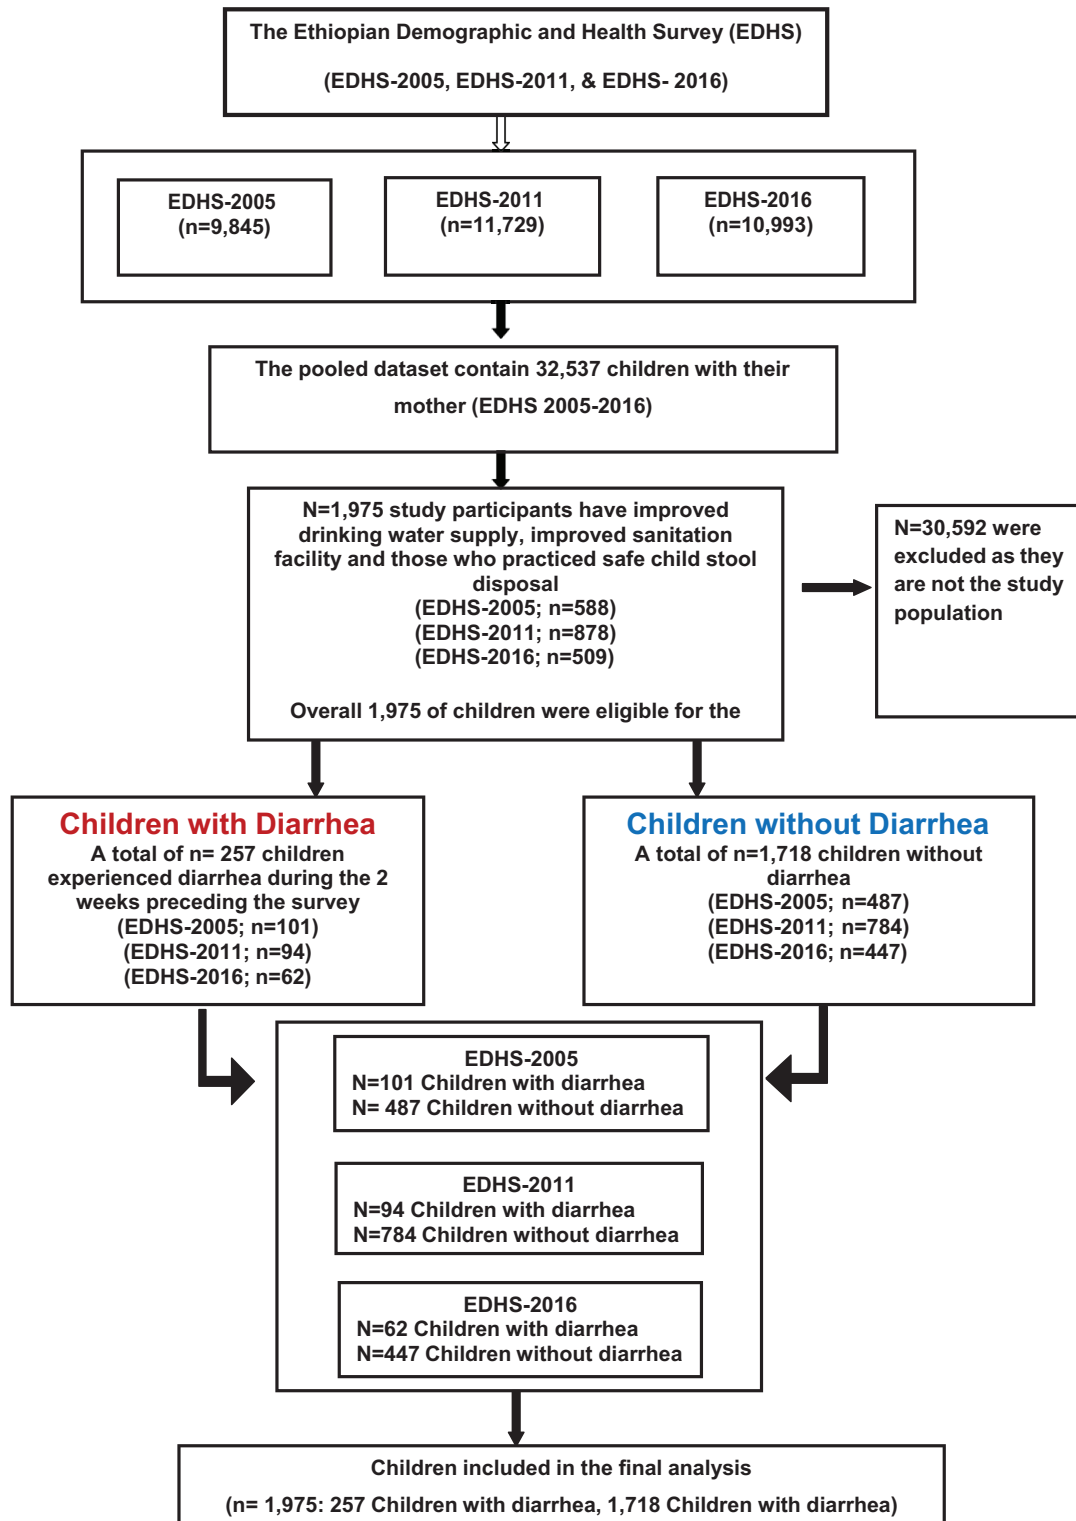 The Ethiopian Demographic and Health Survey (EDHS)
(EDHS-2005, EDHS-2011, & EDHS- 2016)
EDHS-2005
(n=9,845)
EDHS-2011
(n=11,729)
EDHS-2016
(n=10,993)
The pooled dataset contain 32,537 children with their
mother (EDHS 2005-2016)
N=1,975 study participants have improved
drinking water supply, improved sanitation
facility and those who practiced safe child stool
disposal
(EDHS-2005; n=588)
(EDHS-2011; n=878)
(EDHS-2016; n=509)
Overall 1,975 of children were eligible for the
N=30,592 were
excluded as they
are not the study
population
Children with Diarrhea
A total of n= 257 children
experienced diarrhea during the 2
weeks preceding the survey
(EDHS-2005; n=101)
(EDHS-2011; n=94)
(EDHS-2016; n=62)
Children without Diarrhea
A total of n=1,718 children without
diarrhea
(EDHS-2005; n=487)
(EDHS-2011; n=784)
(EDHS-2016; n=447)
EDHS-2005
N=101 Children with diarrhea
N= 487 Children without diarrhea
EDHS-2011
N=94 Children with diarrhea
N=784 Children without diarrhea
EDHS-2016
N=62 Children with diarrhea
N=447 Children without diarrhea
Children included in the final analysis
(n= 1,975: 257 Children with diarrhea, 1,718 Children with diarrhea)